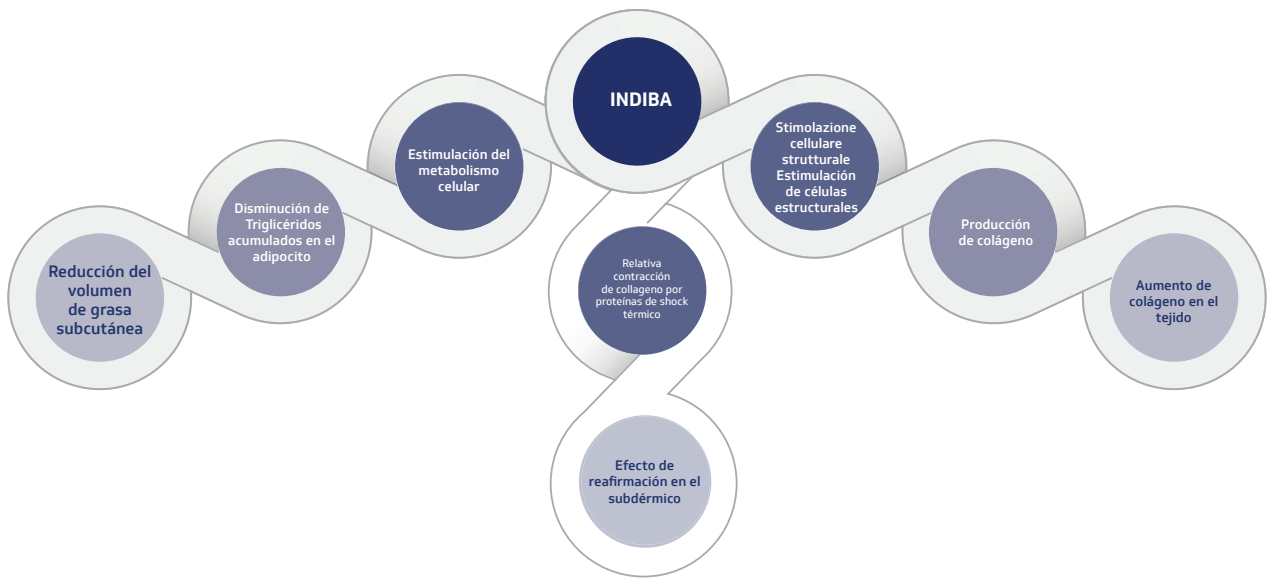 INDIBA
Estimulación del
metabolismo
celular
Disminución de
Triglicéridos
acumulados en el
adipocito
Reducción del
volumen
de grasa
subcutánea
Relativa
contracción
de collageno por
proteínas de shock
térmico
Efecto de
reafirmación en el
subdérmico
Stimolazione
cellulare
strutturale
Estimulación
de células
estructurales
Producción
de colágeno
Aumento de
colágeno en el
tejido